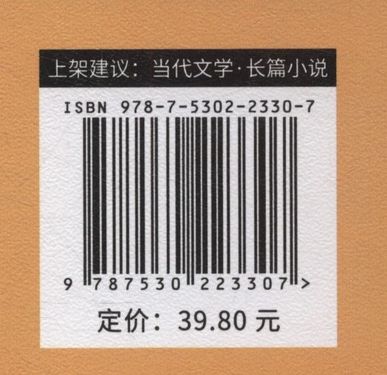 上架建议：当代文学·长篇小说
ISBN 978-7-5302-2330-7
9 787530 223307 >
定价：39.80 元